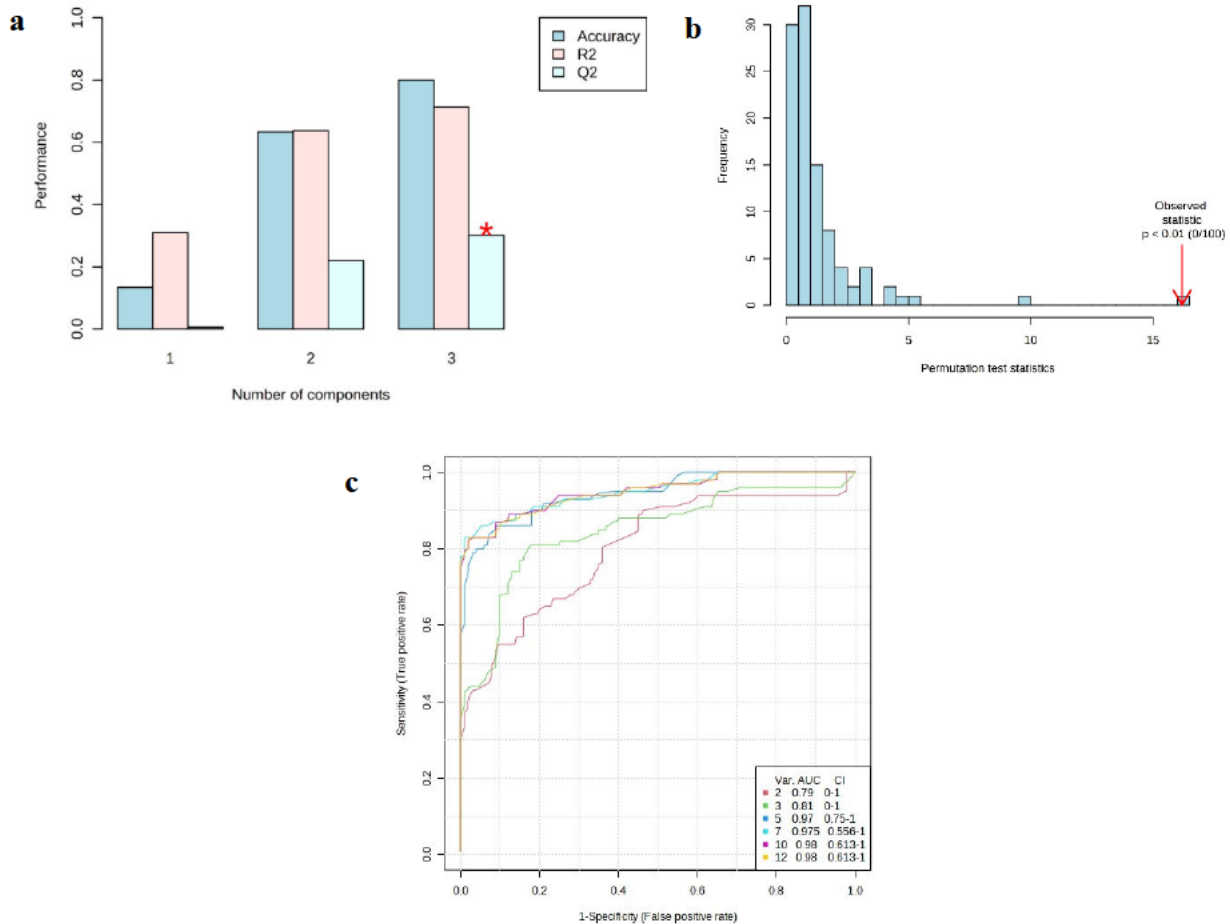 a
Accuracy
R2
Q2
1.0
0.8
0.6
0.4
0.2
0.0
Performance
*
1 2 3
Number of components
b
30
25
20
15
10
5
0
Frequency
Observed
statistic
p < 0.01 (0/100)
0 5 10 15
Permutation test statistics
c
1.0
0.8
0.6
0.4
0.2
0.0
Sensitivity (True positive rate)
Var. AUC CI
2 0.79 0-1
3 0.81 0-1
5 0.97 0.75-1
7 0.975 0.556-1
10 0.98 0.613-1
12 0.98 0.613-1
0.0 0.2 0.4 0.6 0.8 1.0
1-Specificity (False positive rate)